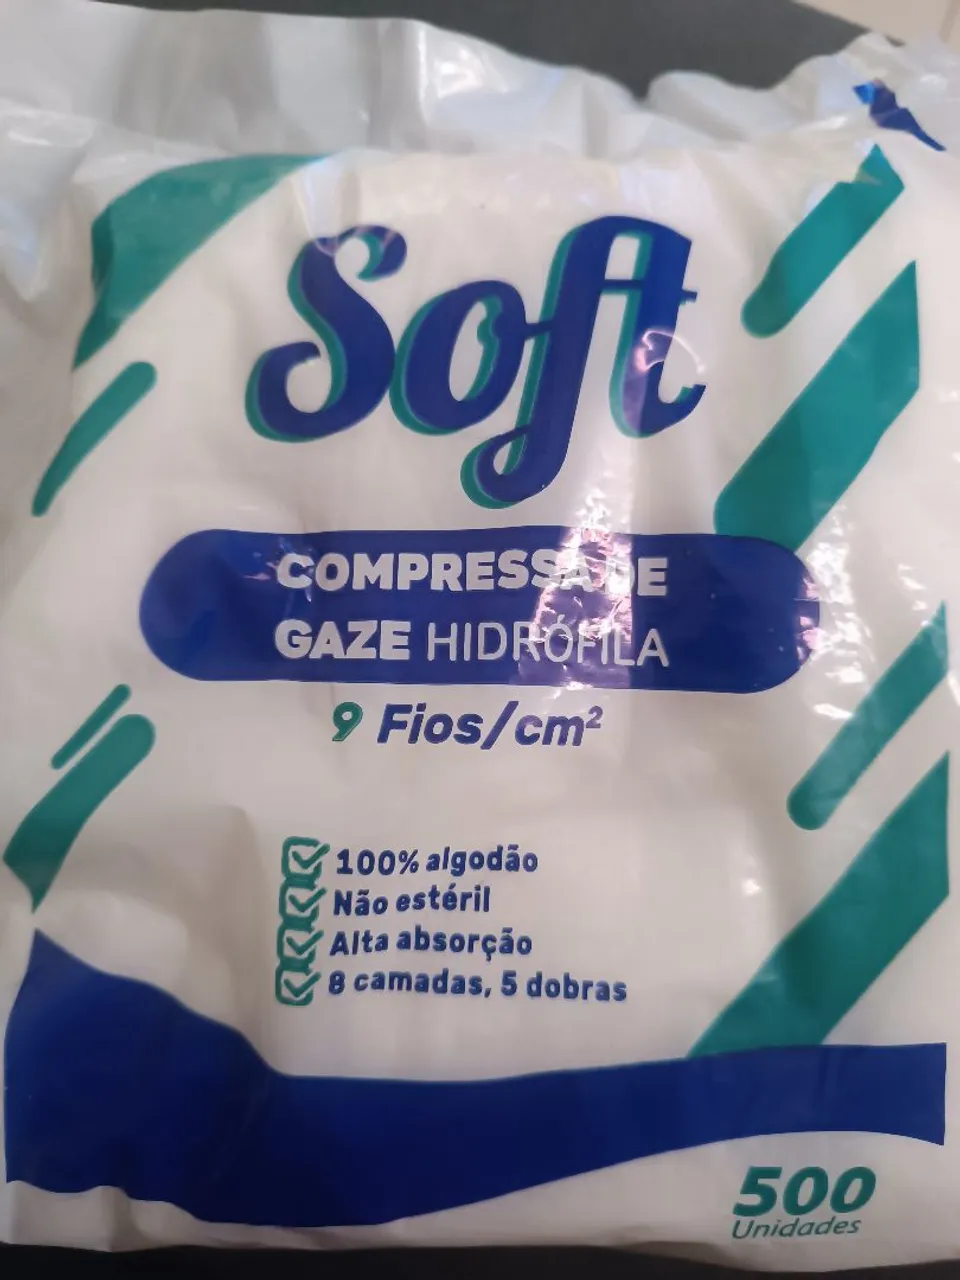 Soft
COMPRESSA DE
GAZE HIDRÓFILA
9 Fios/cm²
100% algodão
Não estéril
Alta absorção
8 camadas, 5 dobras
500
Unidades